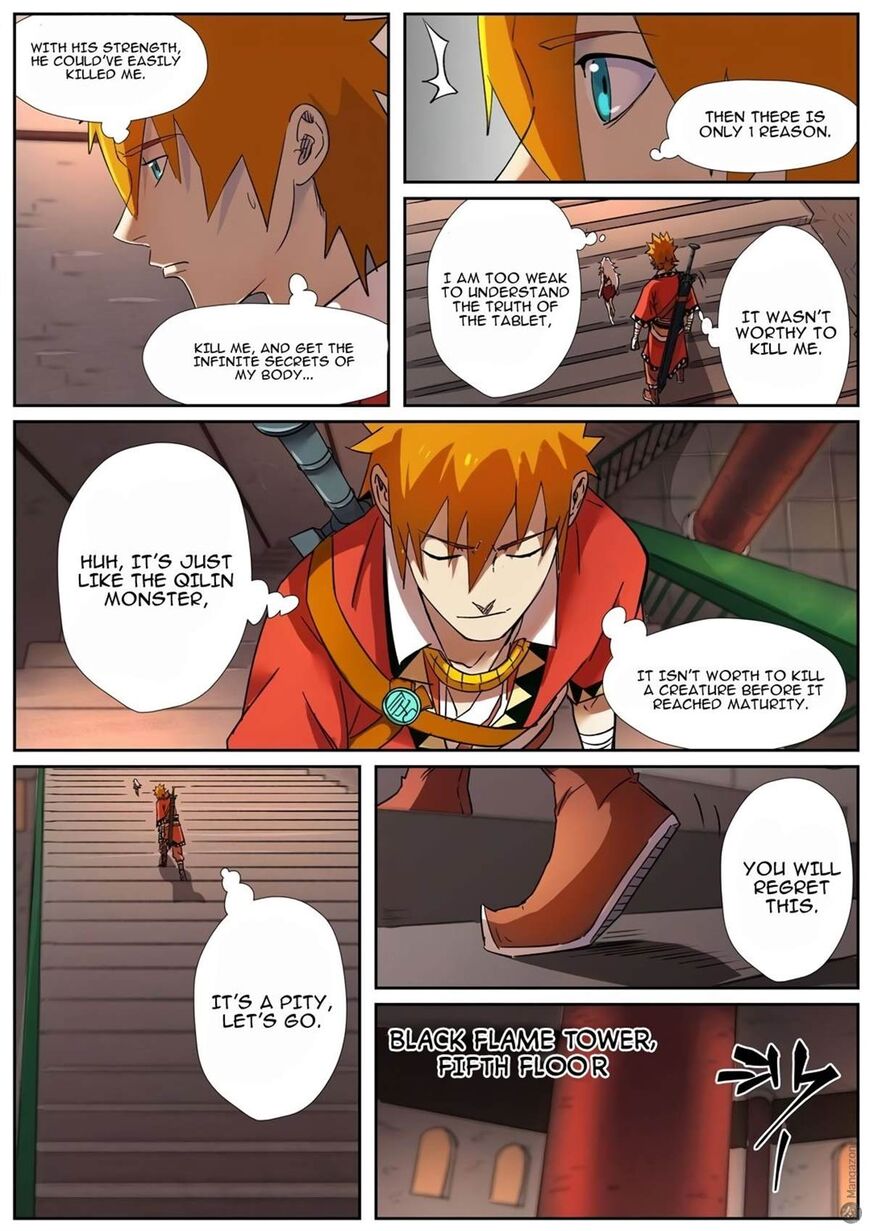 WITH HIS STRENGTH,
HE COULD'VE EASILY
KILLED ME.
KILL ME, AND GET THE
INFINITE SECRETS OF
MY BODY...
THEN THERE IS
ONLY 1 REASON.
I AM TOO WEAK
TO UNDERSTAND
THE TRUTH OF
THE TABLET,
IT WASN'T
WORTHY TO
KILL ME.
HUH, IT'S JUST
LIKE THE QILIN
MONSTER,
IT ISN'T WORTH TO KILL
A CREATURE BEFORE IT
REACHED MATURITY.
IT'S A PITY,
LET'S GO.
YOU WILL
REGRET
THIS.
BLACK FLAME TOWER,
FIFTH FLOOR
Mangazon